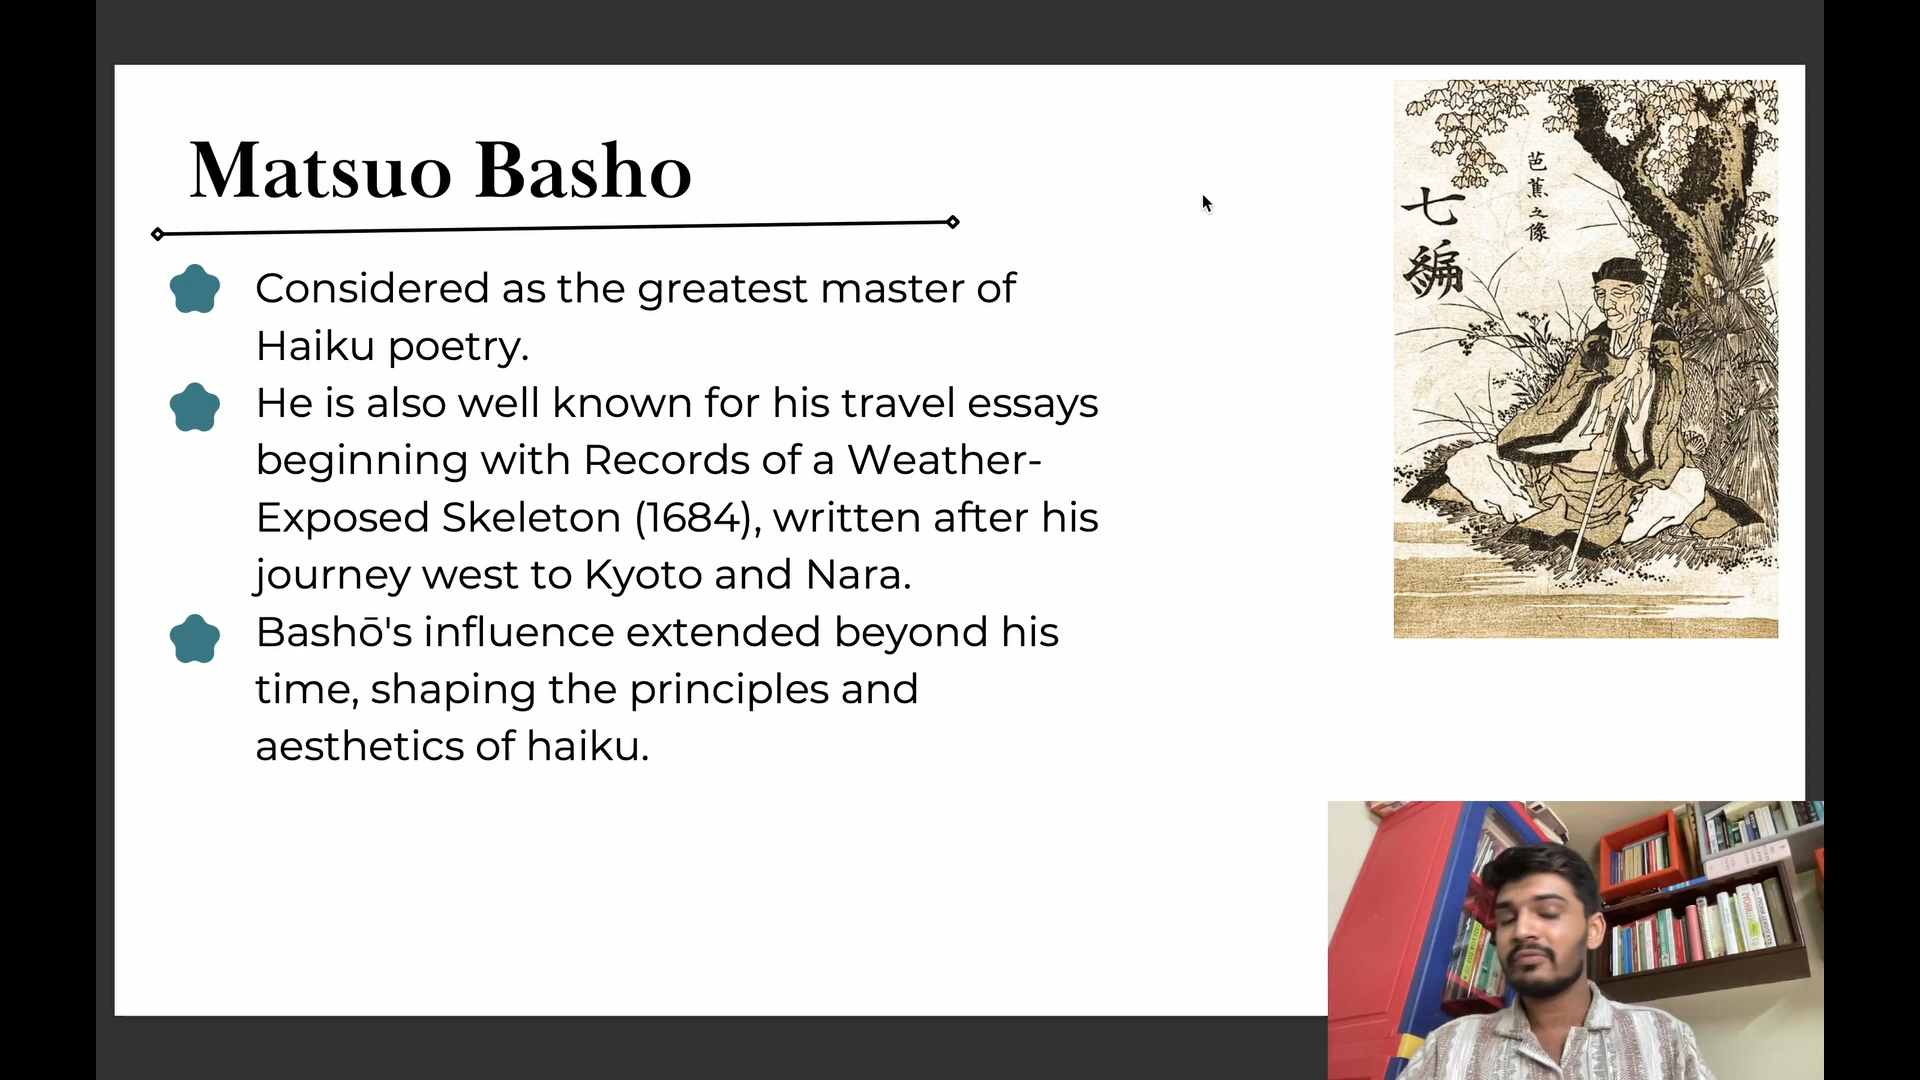 Matsuo Basho
Considered as the greatest master of
Haiku poetry.
He is also well known for his travel essays
beginning with Records of a Weather-
Exposed Skeleton (1684), written after his
journey west to Kyoto and Nara.
Bashō's influence extended beyond his
time, shaping the principles and
aesthetics of haiku.
芭蕉之像
七編